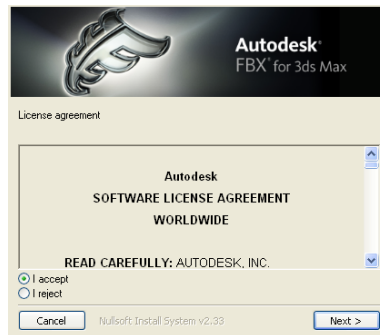 Autodesk®
FBX® for 3ds Max
License agreement
Autodesk
SOFTWARE LICENSE AGREEMENT
WORLDWIDE
READ CAREFULLY: AUTODESK, INC.
I accept
I reject
Cancel
Nullsoft Install System v2.33
Next >